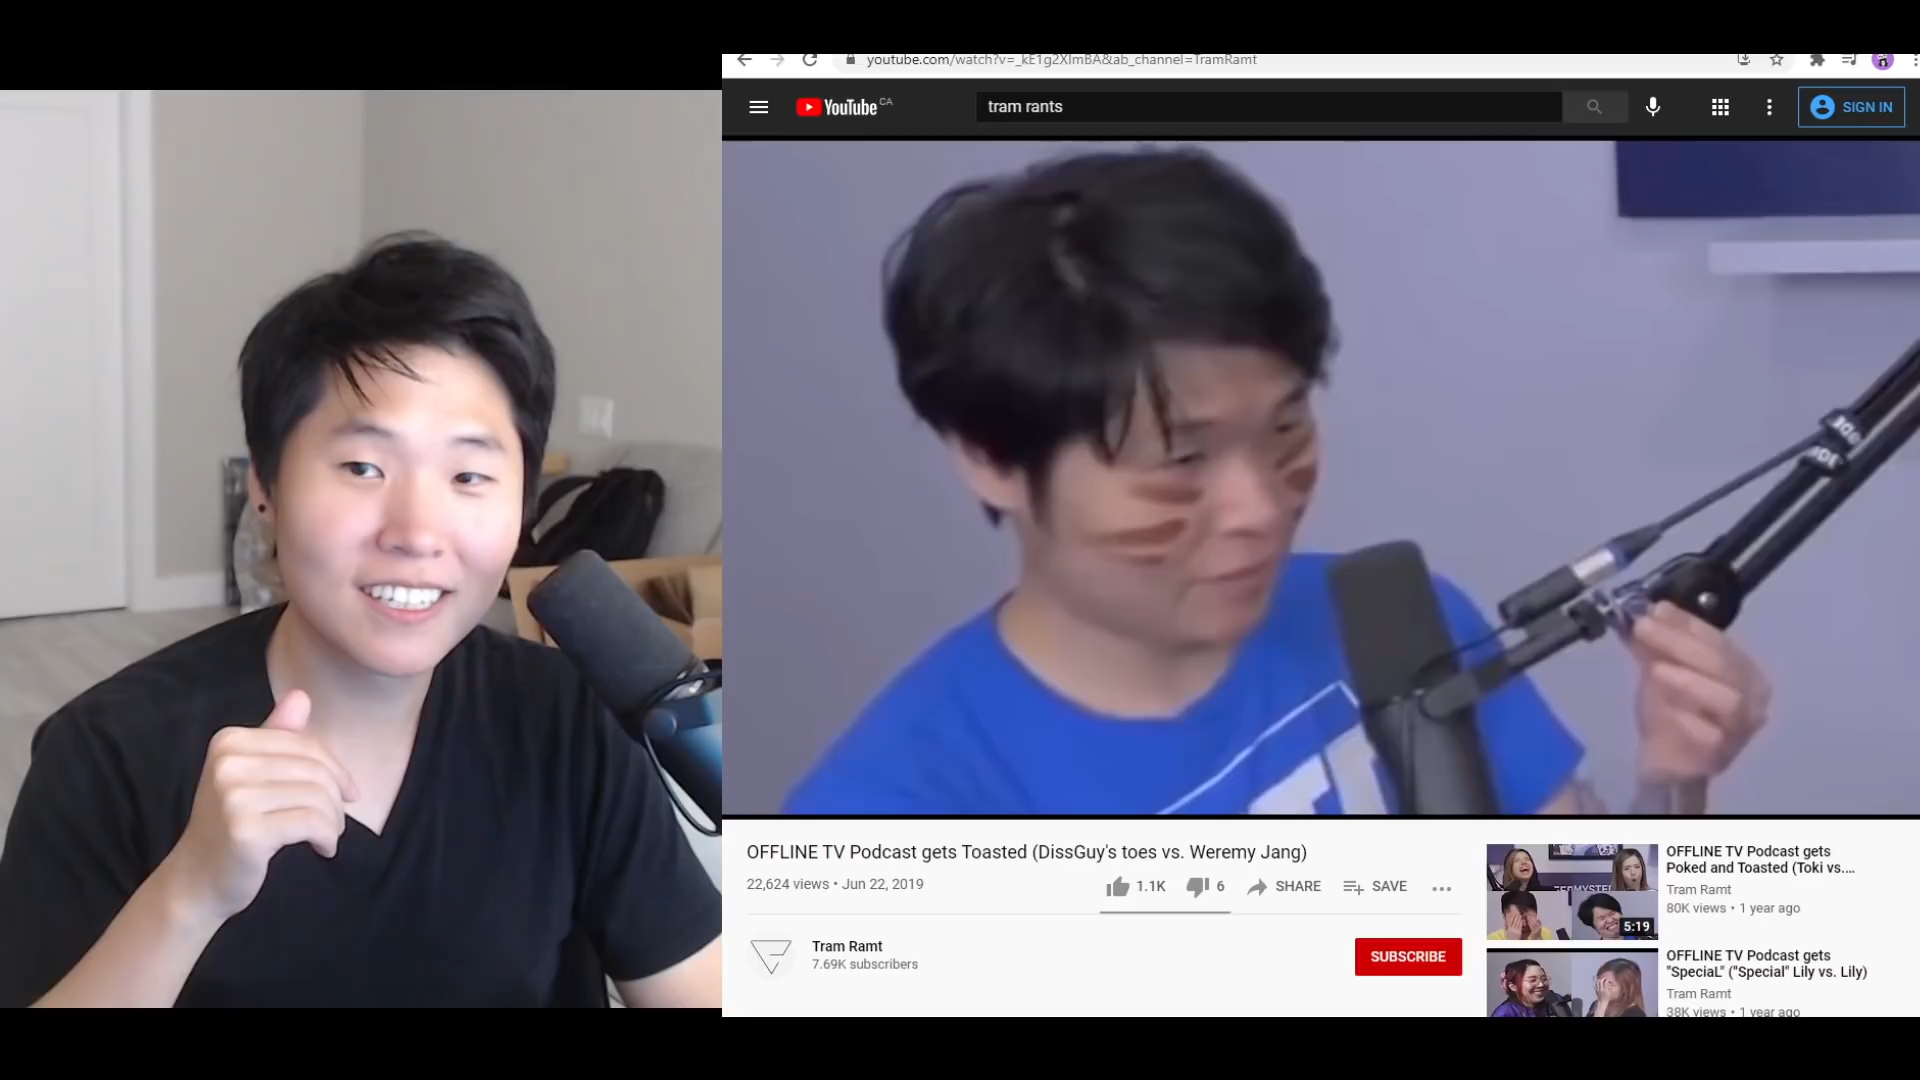 youtube.com/watch?v=_kE1g2XlmBA&ab_channel=TramRamt
YouTube CA
tram rants
SIGN IN
OFFLINE TV Podcast gets Toasted (DissGuy's toes vs. Weremy Jang)
22,624 views • Jun 22, 2019
1.1K
6
SHARE
SAVE
Tram Ramt
7.69K subscribers
SUBSCRIBE
5:19
OFFLINE TV Podcast gets
Poked and Toasted (Toki vs....
Tram Ramt
80K views • 1 year ago
OFFLINE TV Podcast gets
"SpeciaL" ("Special" Lily vs. Lily)
Tram Ramt
38K views • 1 year ago